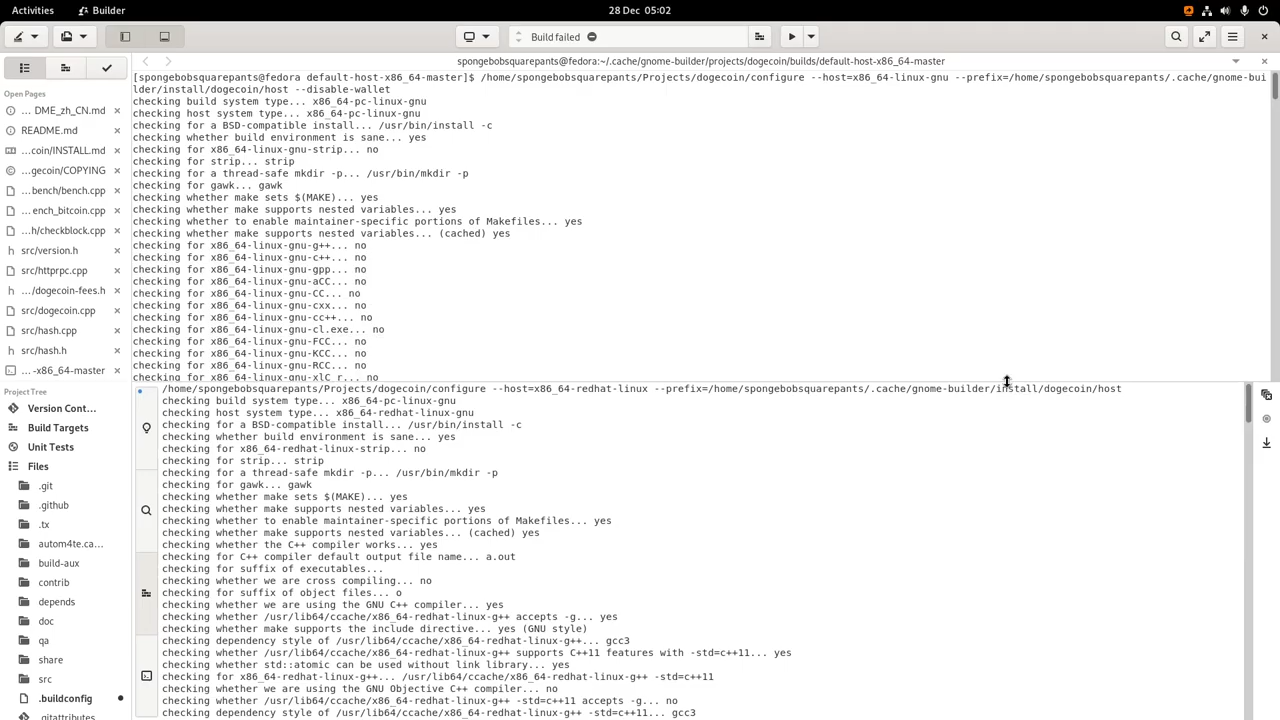 Activities
Builder
28 Dec 05:02
Build failed
spongebobsquarepants@fedora:~/.cache/gnome-builder/projects/dogecoin/builds/default-host-x86_64-master
Open Pages
... DME_zh_CN.md
README.md
...coin/INSTALL.md
...gecoin/COPYING
...bench/bench.cpp
...ench_bitcoin.cpp
...h/checkblock.cpp
src/version.h
src/httprpc.cpp
.../dogecoin-fees.h
src/dogecoin.cpp
src/hash.cpp
src/hash.h
... -x86_64-master
Project Tree
Version Cont...
Build Targets
Unit Tests
Files
.git
.github
.tx
autom4te.ca...
build-aux
contrib
depends
doc
qa
share
src
.buildconfig
.gitattributes
[spongebobsquarepants@fedora default-host-x86_64-master]$ /home/spongebobsquarepants/Projects/dogecoin/configure --host=x86_64-linux-gnu --prefix=/home/spongebobsquarepants/.cache/gnome-bui
lder/install/dogecoin/host --disable-wallet
checking build system type... x86_64-pc-linux-gnu
checking host system type... x86_64-pc-linux-gnu
checking for a BSD-compatible install... /usr/bin/install -c
checking whether build environment is sane... yes
checking for x86_64-linux-gnu-strip... no
checking for strip... strip
checking for a thread-safe mkdir -p... /usr/bin/mkdir -p
checking for gawk... gawk
checking whether make sets $(MAKE)... yes
checking whether make supports nested variables... yes
checking whether to enable maintainer-specific portions of Makefiles... yes
checking whether make supports nested variables... (cached) yes
checking for x86_64-linux-gnu-g++... no
checking for x86_64-linux-gnu-c++... no
checking for x86_64-linux-gnu-gpp... no
checking for x86_64-linux-gnu-aCC... no
checking for x86_64-linux-gnu-CC... no
checking for x86_64-linux-gnu-cxx... no
checking for x86_64-linux-gnu-cc++... no
checking for x86_64-linux-gnu-cl.exe... no
checking for x86_64-linux-gnu-FCC... no
checking for x86_64-linux-gnu-KCC... no
checking for x86_64-linux-gnu-RCC... no
checking for x86_64-linux-gnu-xlC_r... no
/home/spongebobsquarepants/Projects/dogecoin/configure --host=x86_64-redhat-linux --prefix=/home/spongebobsquarepants/.cache/gnome-builder/install/dogecoin/host
checking build system type... x86_64-pc-linux-gnu
checking host system type... x86_64-redhat-linux-gnu
checking for a BSD-compatible install... /usr/bin/install -c
checking whether build environment is sane... yes
checking for x86_64-redhat-linux-strip... no
checking for strip... strip
checking for a thread-safe mkdir -p... /usr/bin/mkdir -p
checking for gawk... gawk
checking whether make sets $(MAKE)... yes
checking whether make supports nested variables... yes
checking whether to enable maintainer-specific portions of Makefiles... yes
checking whether make supports nested variables... (cached) yes
checking whether the C++ compiler works... yes
checking for C++ compiler default output file name... a.out
checking for suffix of executables...
checking whether we are cross compiling... no
checking for suffix of object files... o
checking whether we are using the GNU C++ compiler... yes
checking whether /usr/lib64/ccache/x86_64-redhat-linux-g++ accepts -g... yes
checking whether make supports the include directive... yes (GNU style)
checking dependency style of /usr/lib64/ccache/x86_64-redhat-linux-g++... gcc3
checking whether /usr/lib64/ccache/x86_64-redhat-linux-g++ supports C++11 features with -std=c++11... yes
checking whether std::atomic can be used without link library... yes
checking for x86_64-redhat-linux-g++... /usr/lib64/ccache/x86_64-redhat-linux-g++ -std=c++11
checking whether we are using the GNU Objective C++ compiler... no
checking whether /usr/lib64/ccache/x86_64-redhat-linux-g++ -std=c++11 accepts -g... no
checking dependency style of /usr/lib64/ccache/x86_64-redhat-linux-g++ -std=c++11... gcc3